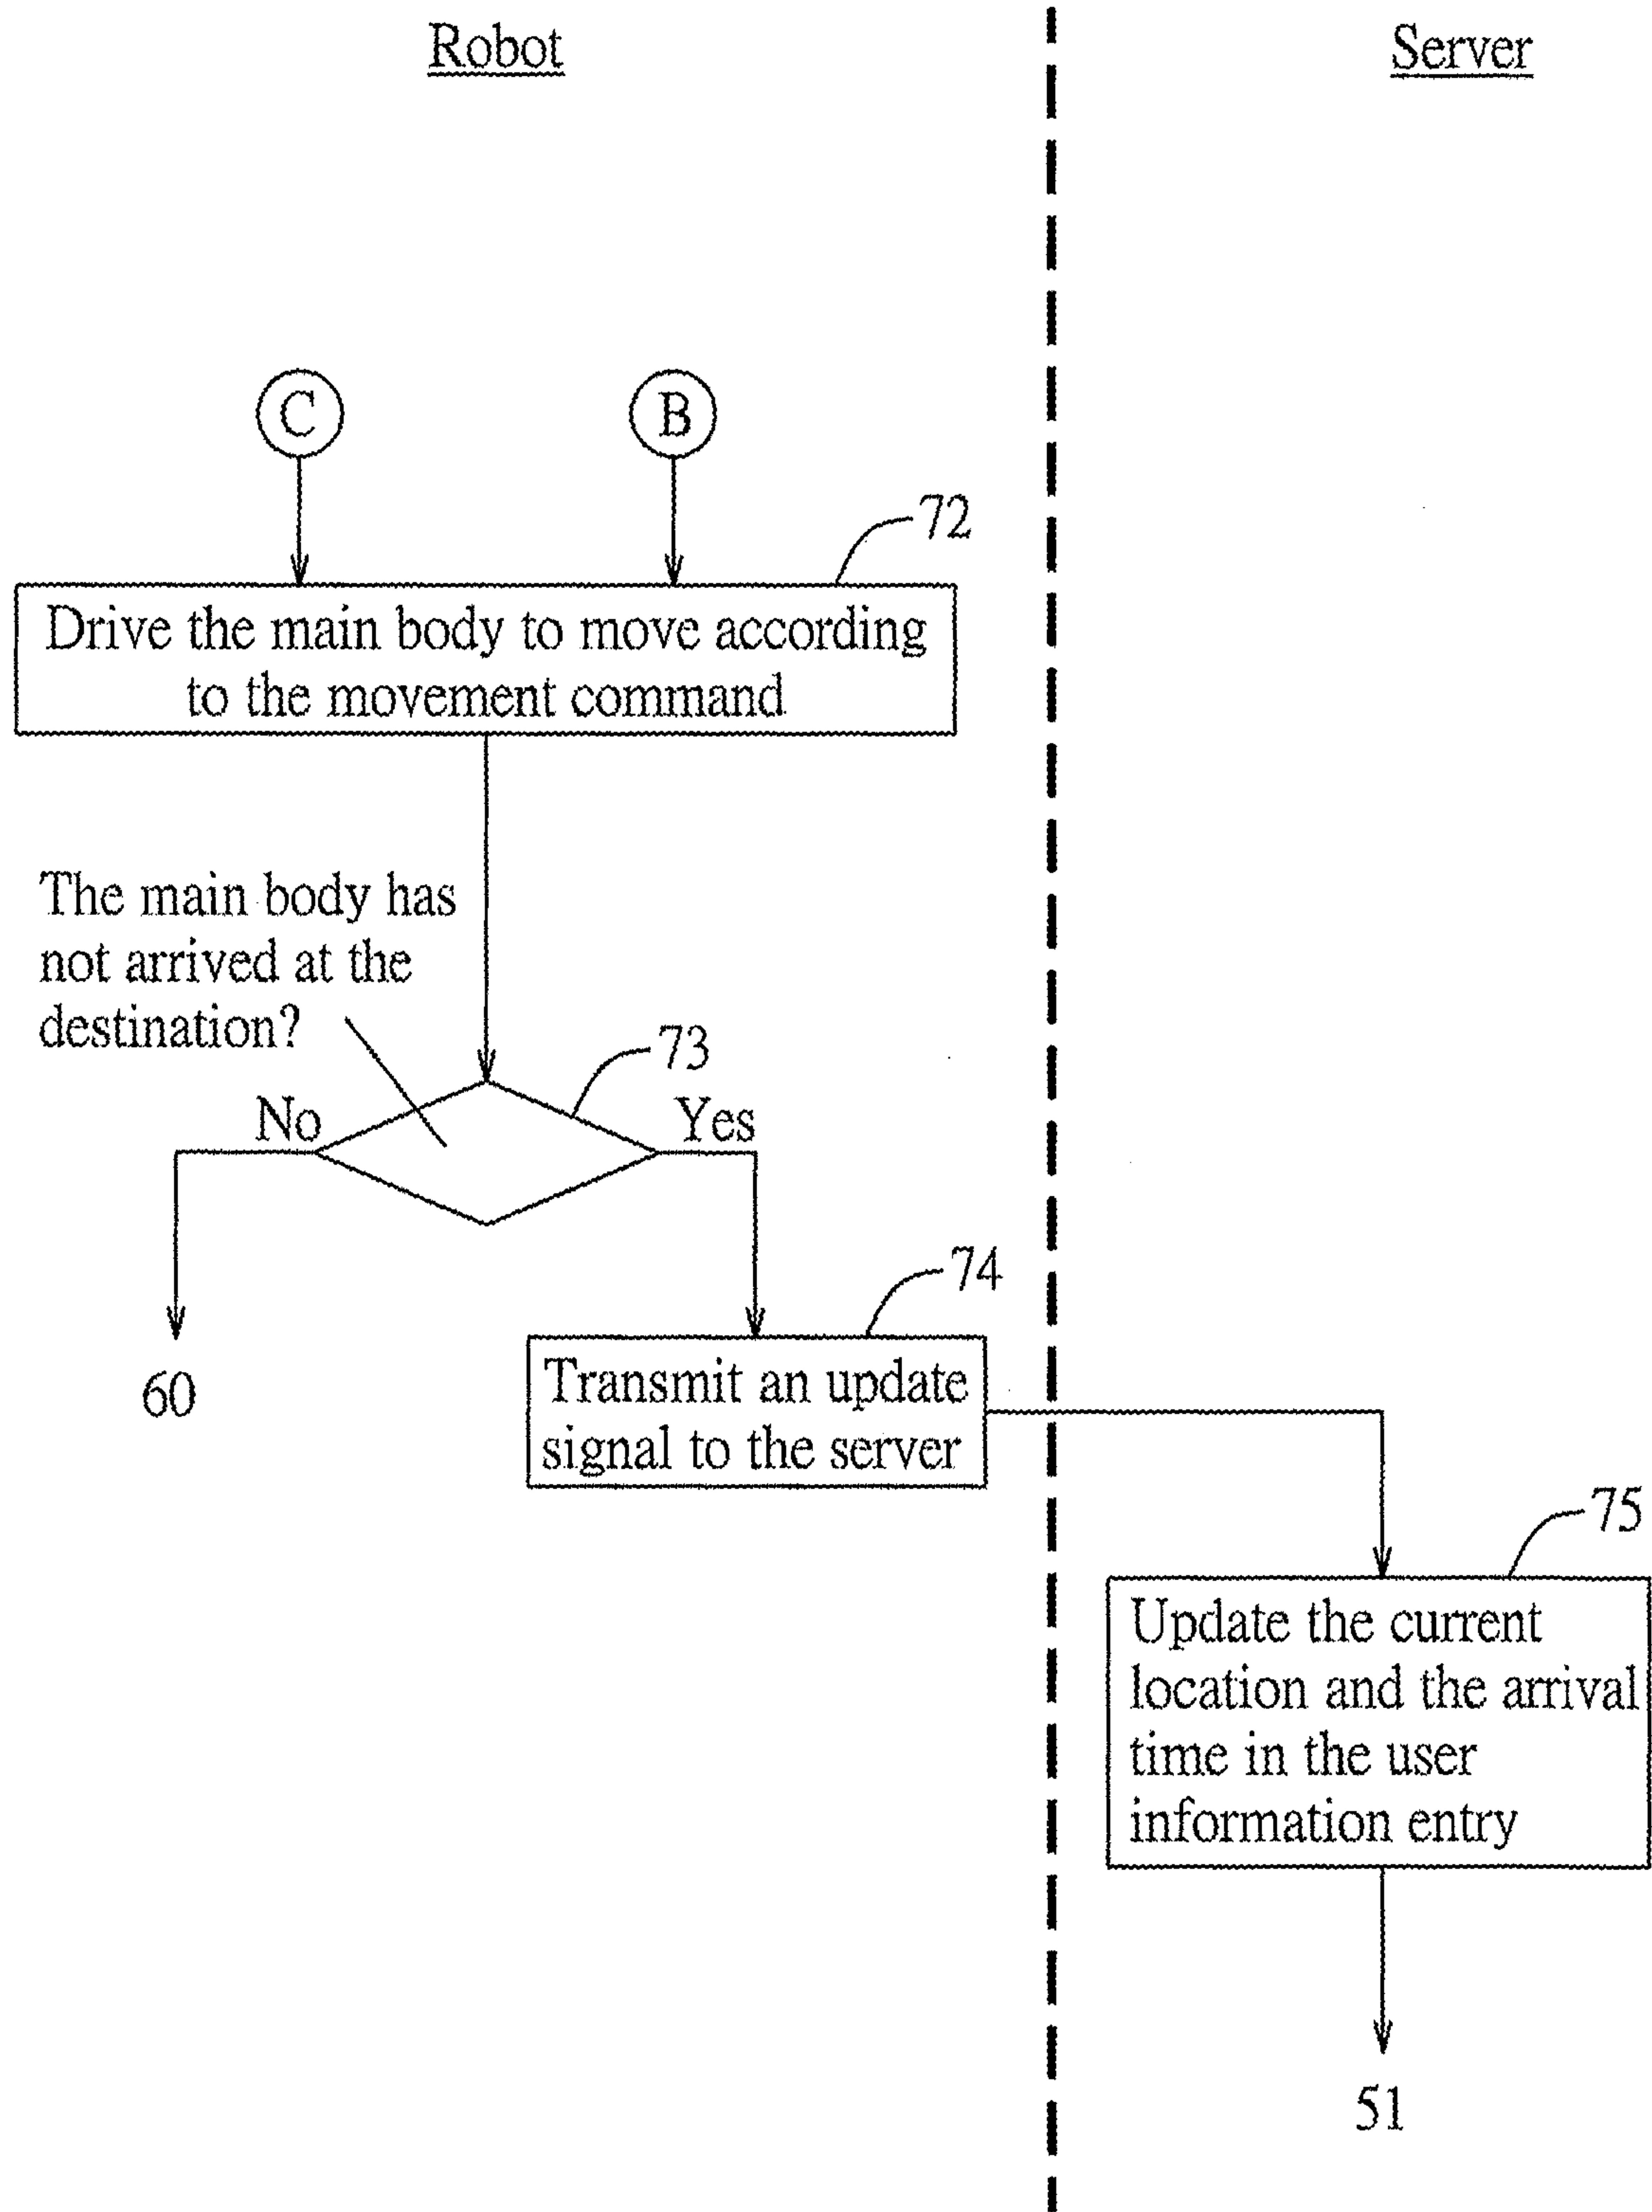 Robot
Server
C
B
72
Drive the main body to move according
to the movement command
The main body has
not arrived at the
destination?
73
No
Yes
74
60
Transmit an update
signal to the server
75
Update the current
location and the arrival
time in the user
information entry
51